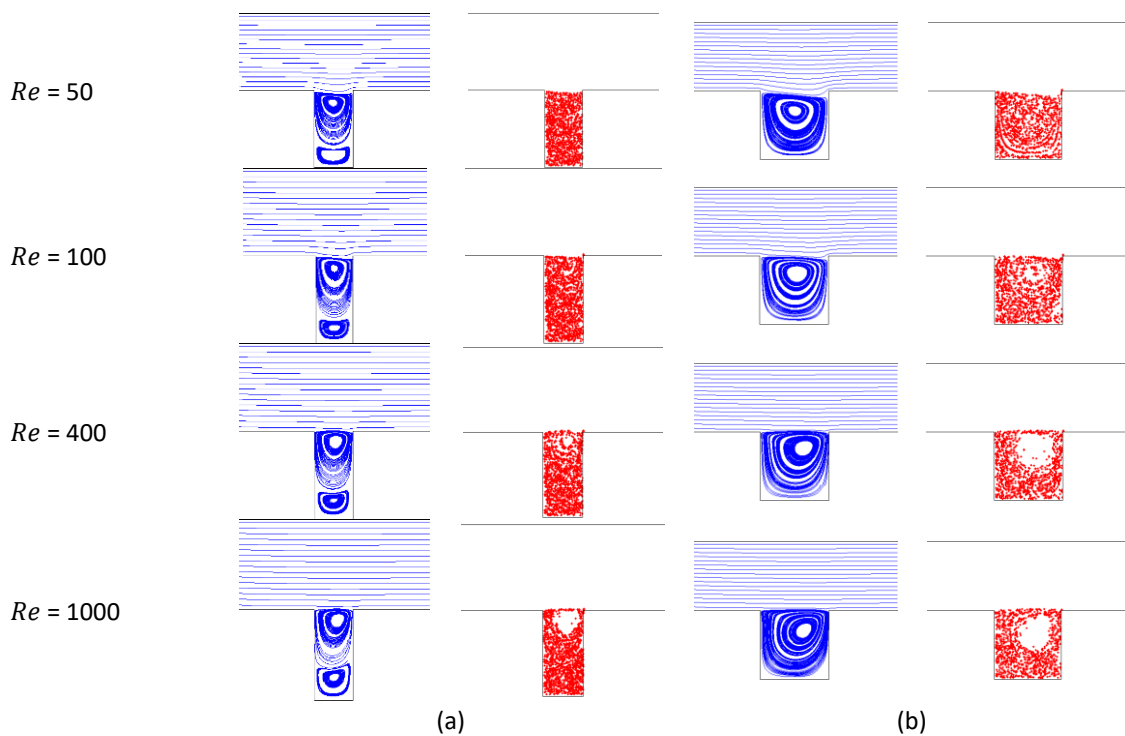 Re = 50
Re = 100
Re = 400
Re = 1000
(a) (b)